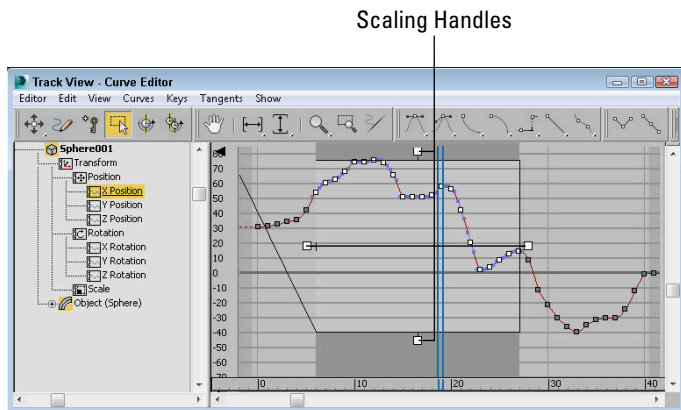 Scaling Handles
Track View - Curve Editor
Editor Edit View Curves Keys Tangents Show
Sphere001
Transform
Position
X Position
Y Position
Z Position
Rotation
X Rotation
Y Rotation
Z Rotation
Scale
Object (Sphere)
80
70
60
50
40
30
20
10
0
-10
-20
-30
-40
-50
-60
-70
0 10 20 30 40